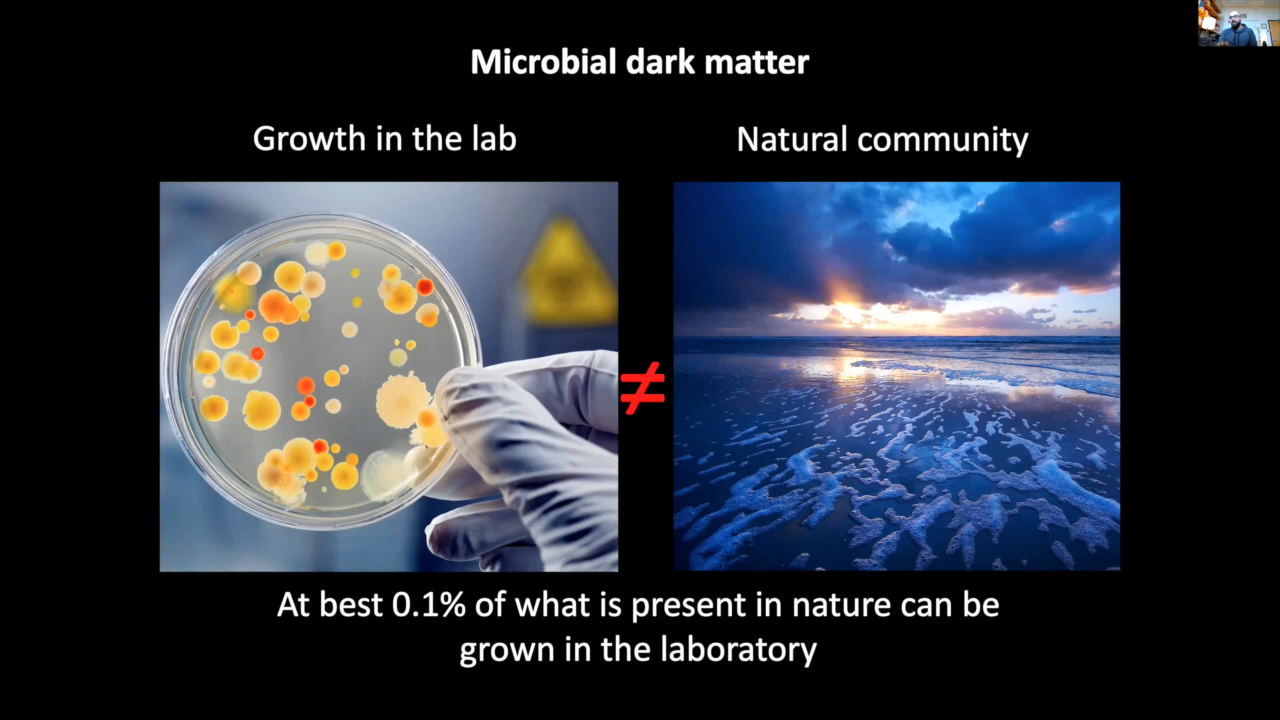 Microbial dark matter
Growth in the lab
Natural community
≠
At best 0.1% of what is present in nature can be
grown in the laboratory